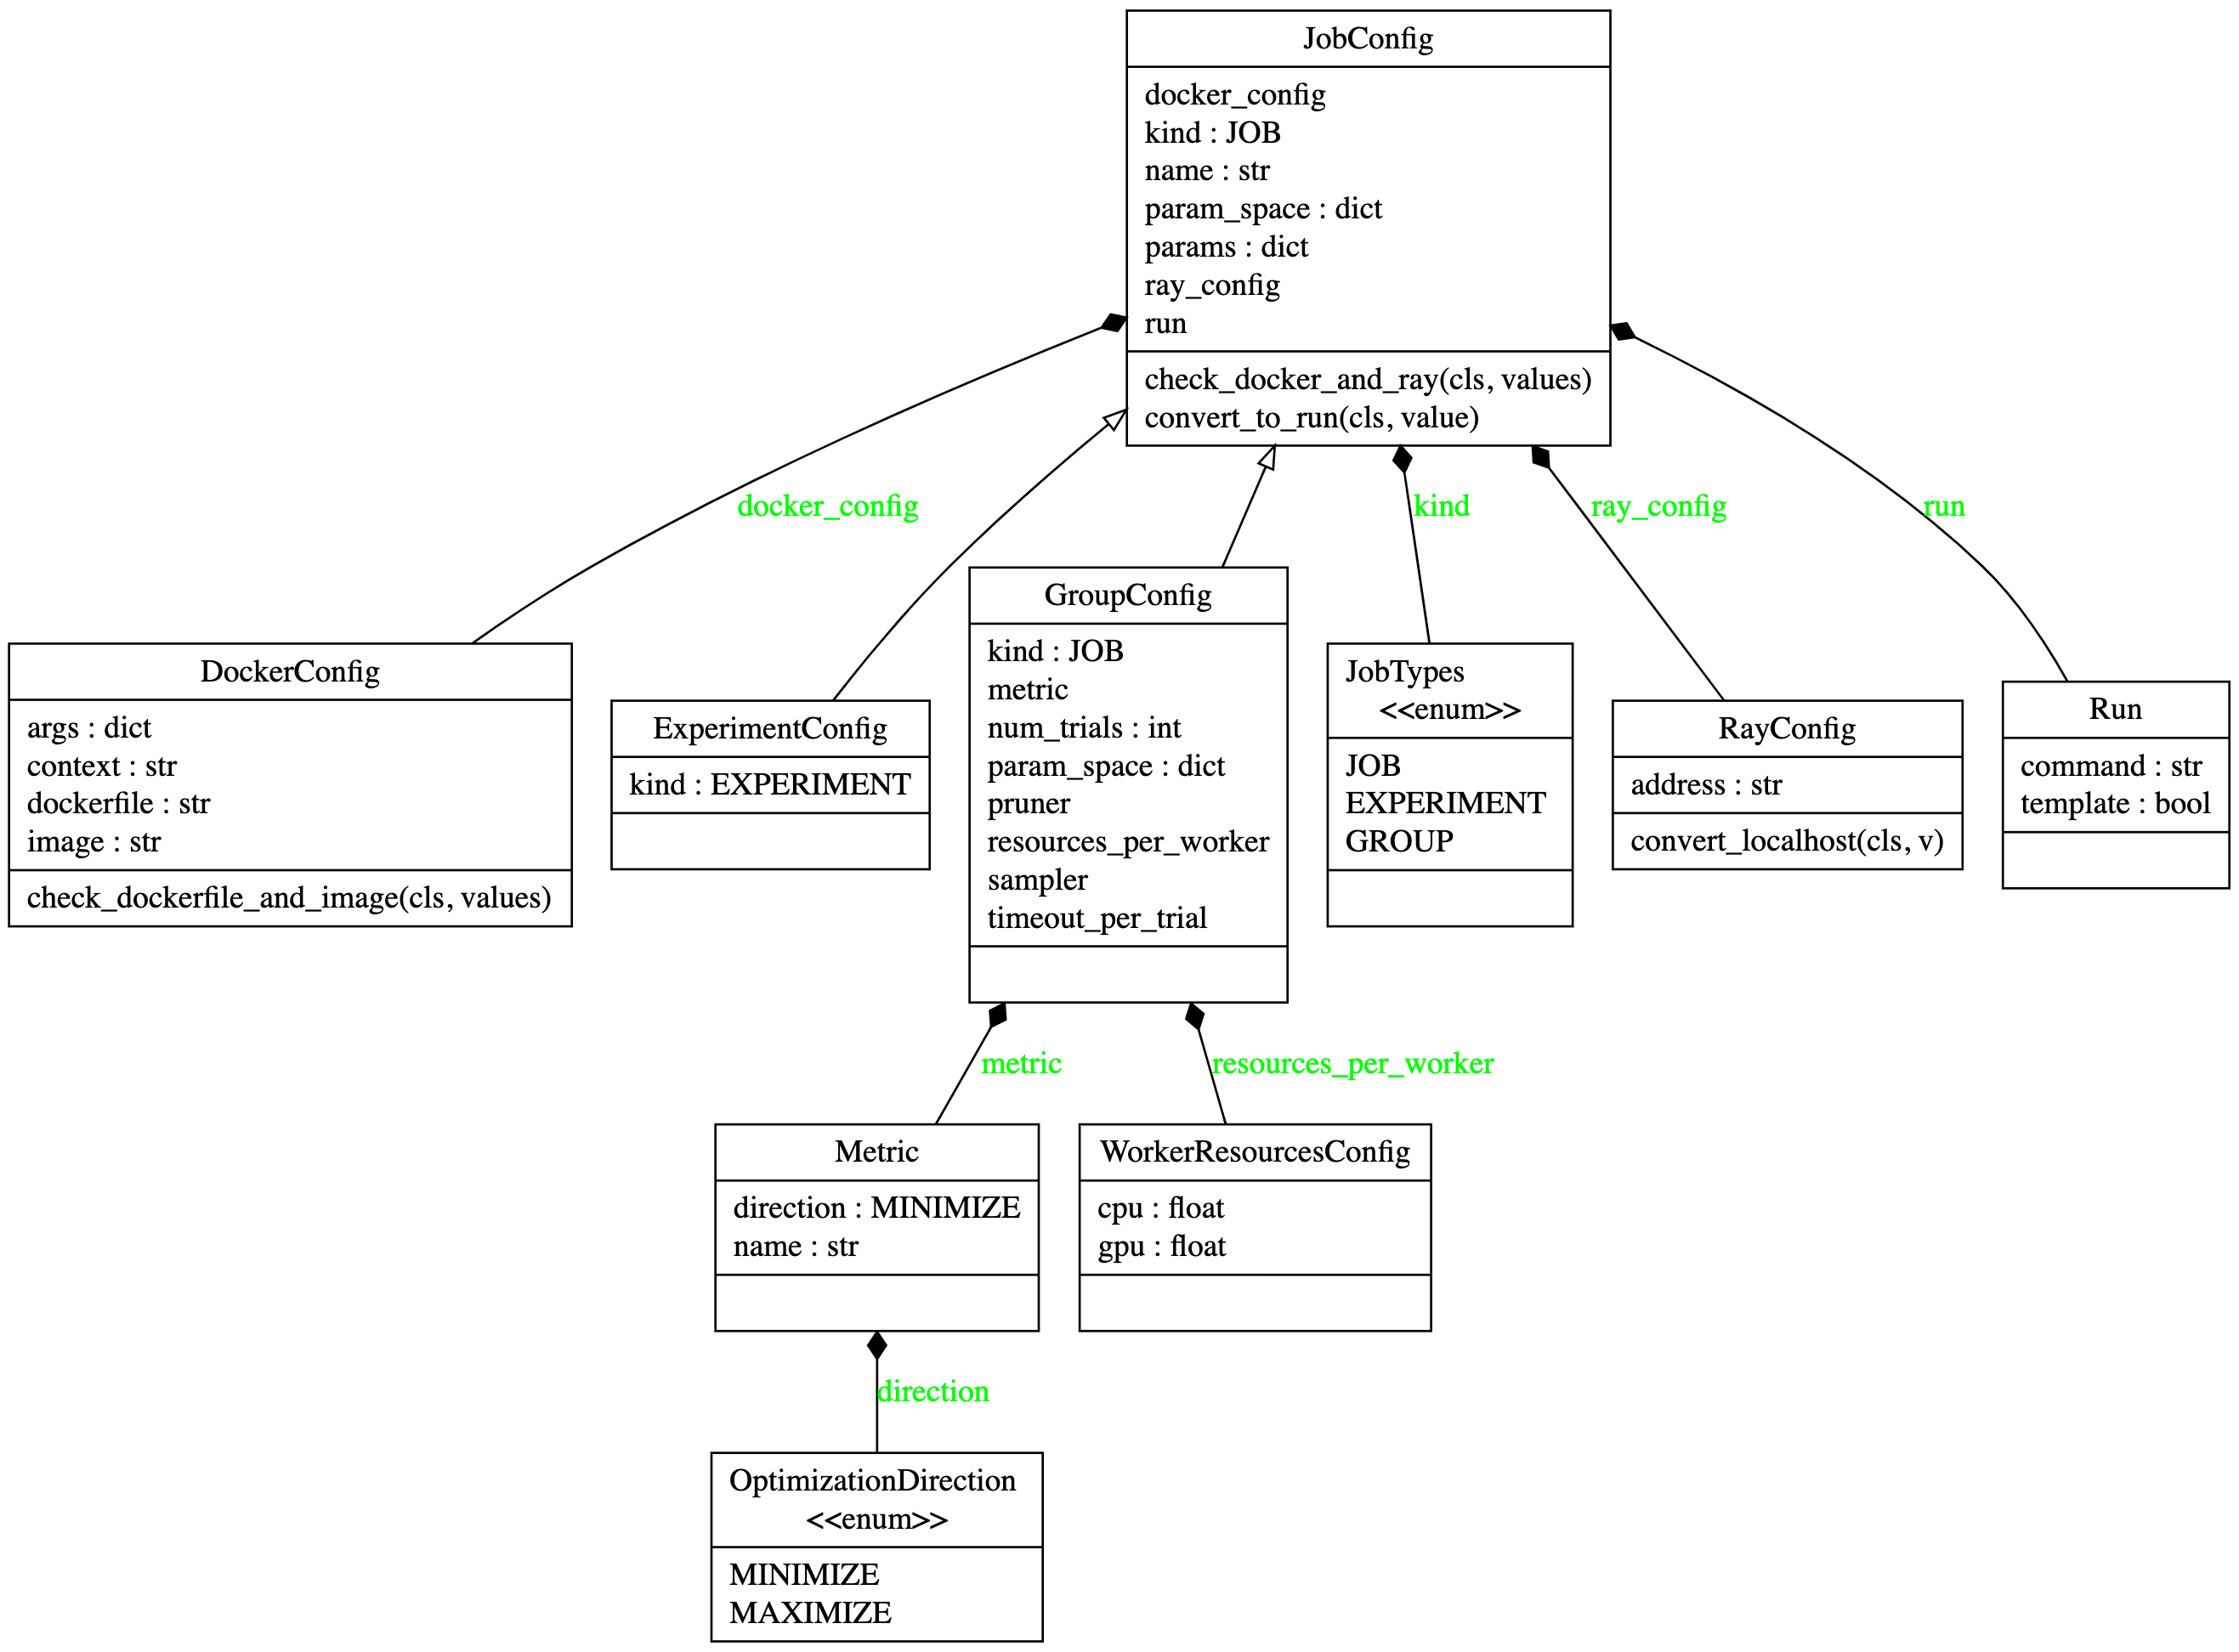 JobConfig
docker_config
kind : JOB
name : str
param_space : dict
params : dict
ray_config
run
check_docker_and_ray(cls, values)
convert_to_run(cls, value)
docker_config
kind
ray_config
run
DockerConfig
args : dict
context : str
dockerfile : str
image : str
check_dockerfile_and_image(cls, values)
ExperimentConfig
kind : EXPERIMENT
GroupConfig
kind : JOB
metric
num_trials : int
param_space : dict
pruner
resources_per_worker
sampler
timeout_per_trial
JobTypes
<<enum>>
JOB
EXPERIMENT
GROUP
RayConfig
address : str
convert_localhost(cls, v)
Run
command : str
template : bool
metric
resources_per_worker
Metric
direction : MINIMIZE
name : str
WorkerResourcesConfig
cpu : float
gpu : float
direction
OptimizationDirection
<<enum>>
MINIMIZE
MAXIMIZE